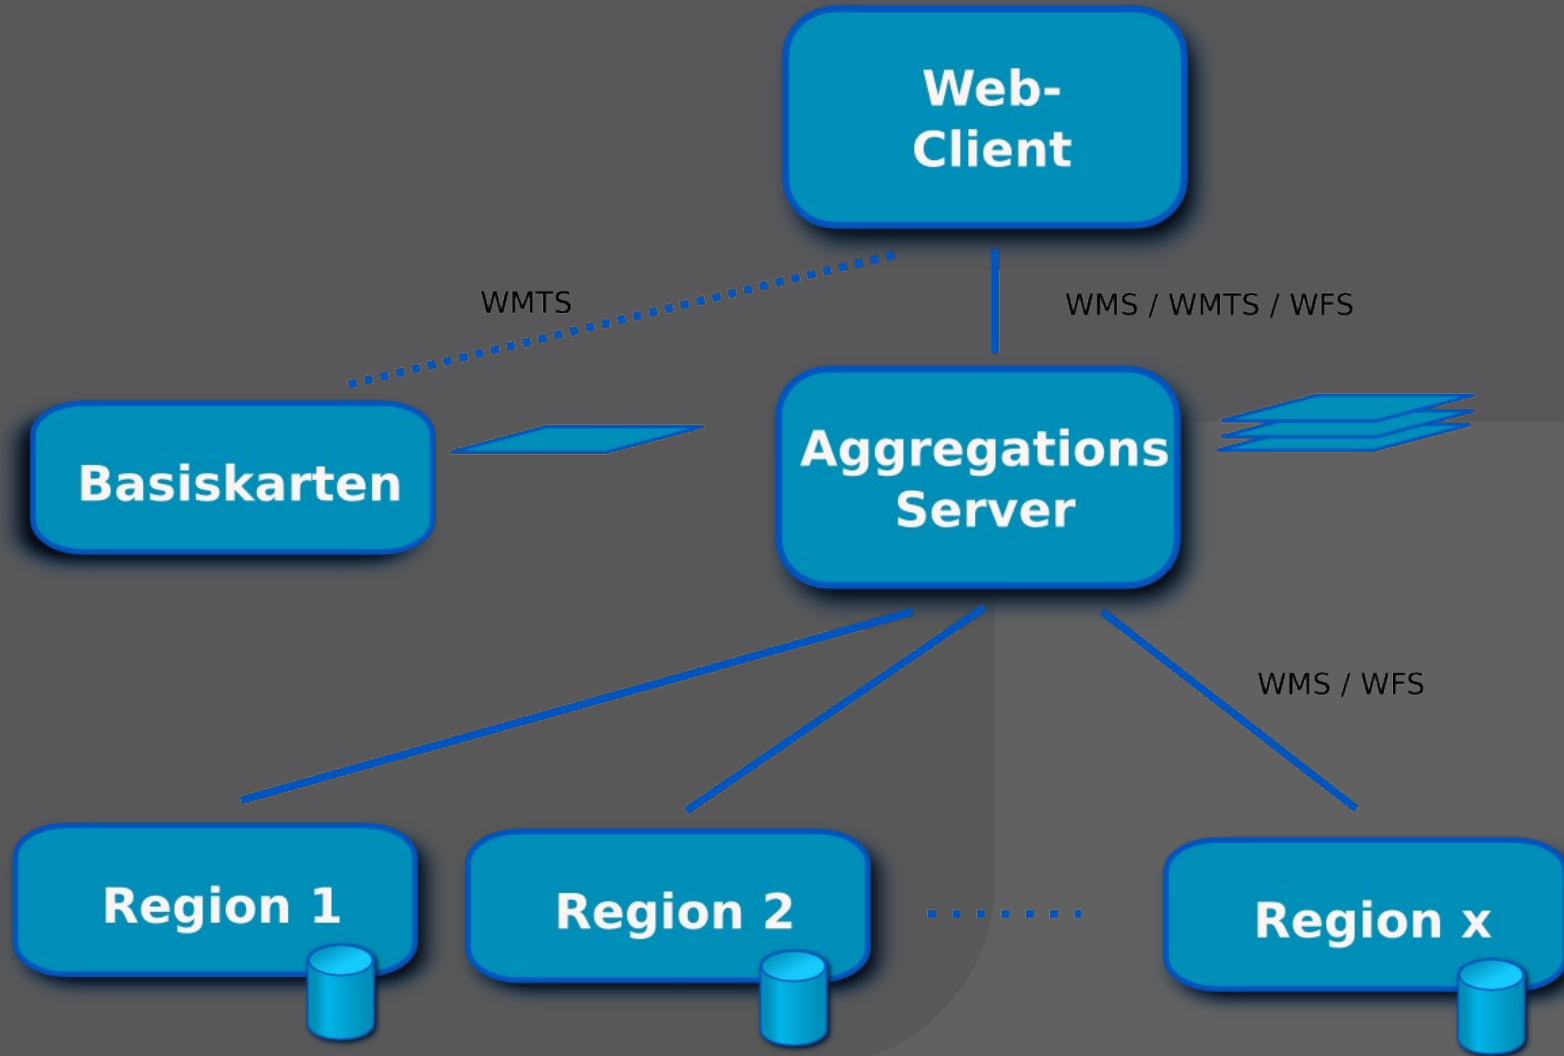 Web-
Client
WMTS
WMS / WMTS / WFS
Basiskarten
Aggregations
Server
WMS / WFS
Region 1
Region 2
Region x